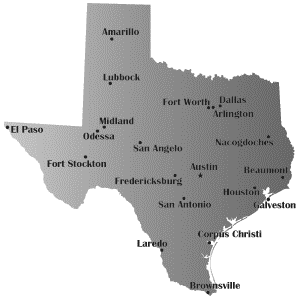 Amarillo
Lubbock
Fort Worth
Dallas
Arlington
El Paso
Midland
Odessa
Nacogdoches
San Angelo
Fort Stockton
Austin
Beaumont
Fredericksburg
Houston
San Antonio
Galveston
Corpus Christi
Laredo
Brownsville